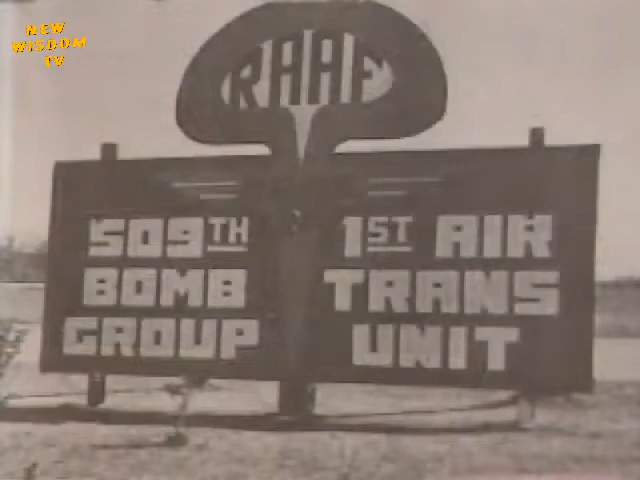 NEW
WISDOM
TV
RAAF
509TH
BOMB
GROUP
1ST AIR
TRANS
UNIT